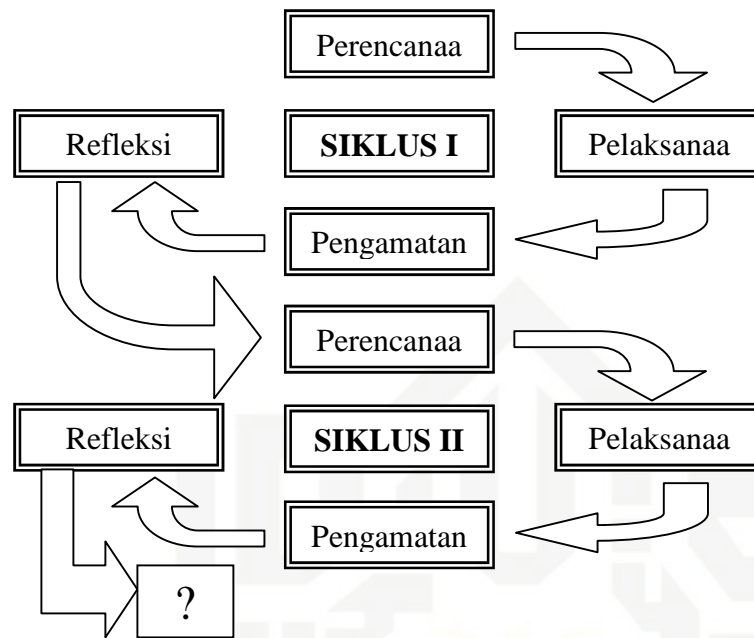 Perencanaa
Refleksi
SIKLUS I
Pelaksanaa
Pengamatan
Perencanaa
Refleksi
SIKLUS II
Pelaksanaa
Pengamatan
?